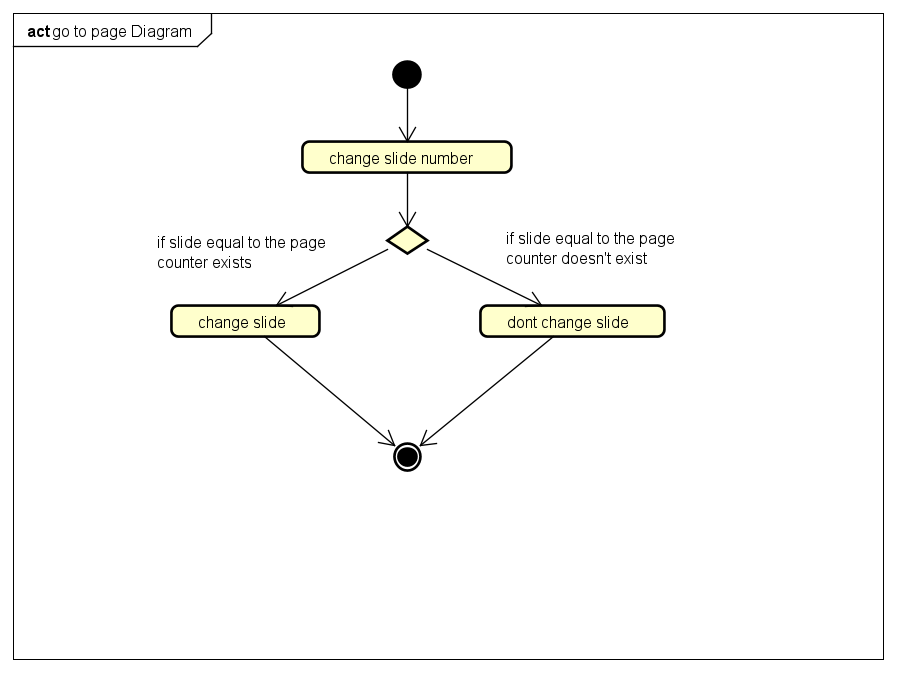 act go to page Diagram
change slide number
if slide equal to the page
counter exists
if slide equal to the page
counter doesn't exist
change slide
dont change slide